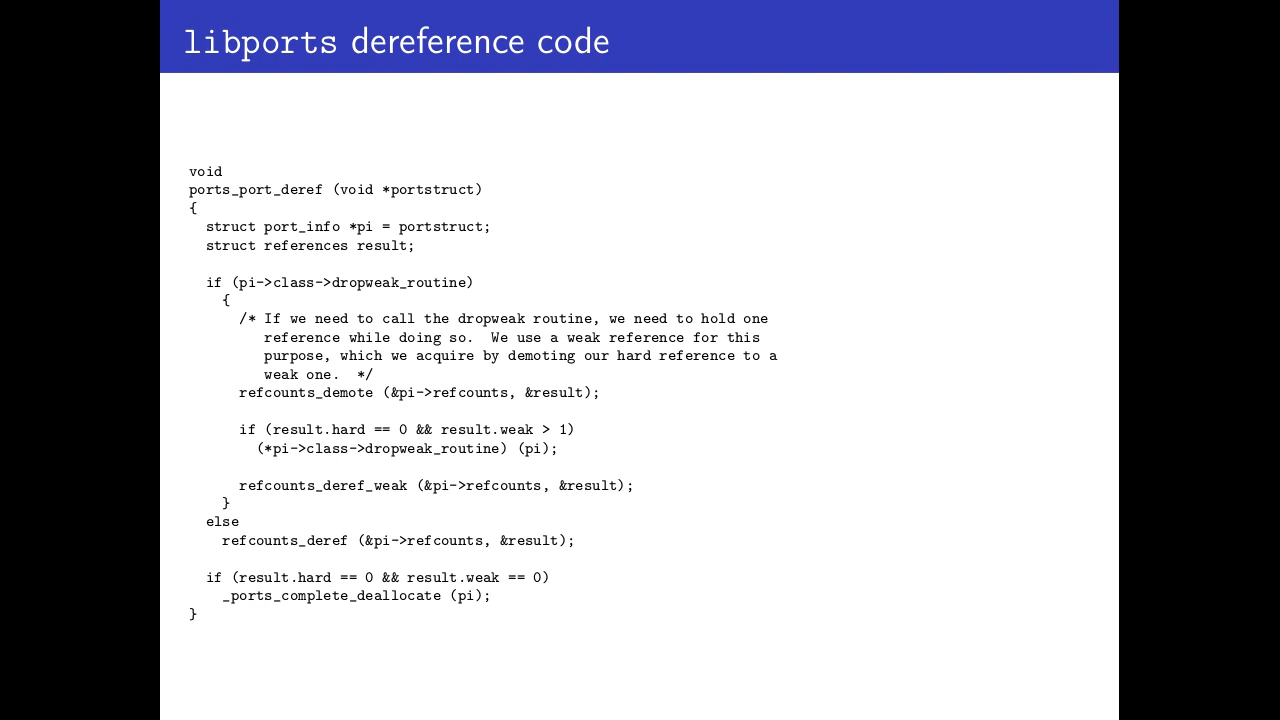 libports dereference code
void
ports_port_deref (void *portstruct)
{
  struct port_info *pi = portstruct;
  struct references result;

  if (pi->class->dropweak_routine)
    {
      /* If we need to call the dropweak routine, we need to hold one
         reference while doing so.  We use a weak reference for this
         purpose, which we acquire by demoting our hard reference to a
         weak one.  */
      refcounts_demote (&pi->refcounts, &result);

      if (result.hard == 0 && result.weak > 1)
        (*pi->class->dropweak_routine) (pi);

      refcounts_deref_weak (&pi->refcounts, &result);
    }
  else
    refcounts_deref (&pi->refcounts, &result);

  if (result.hard == 0 && result.weak == 0)
    _ports_complete_deallocate (pi);
}